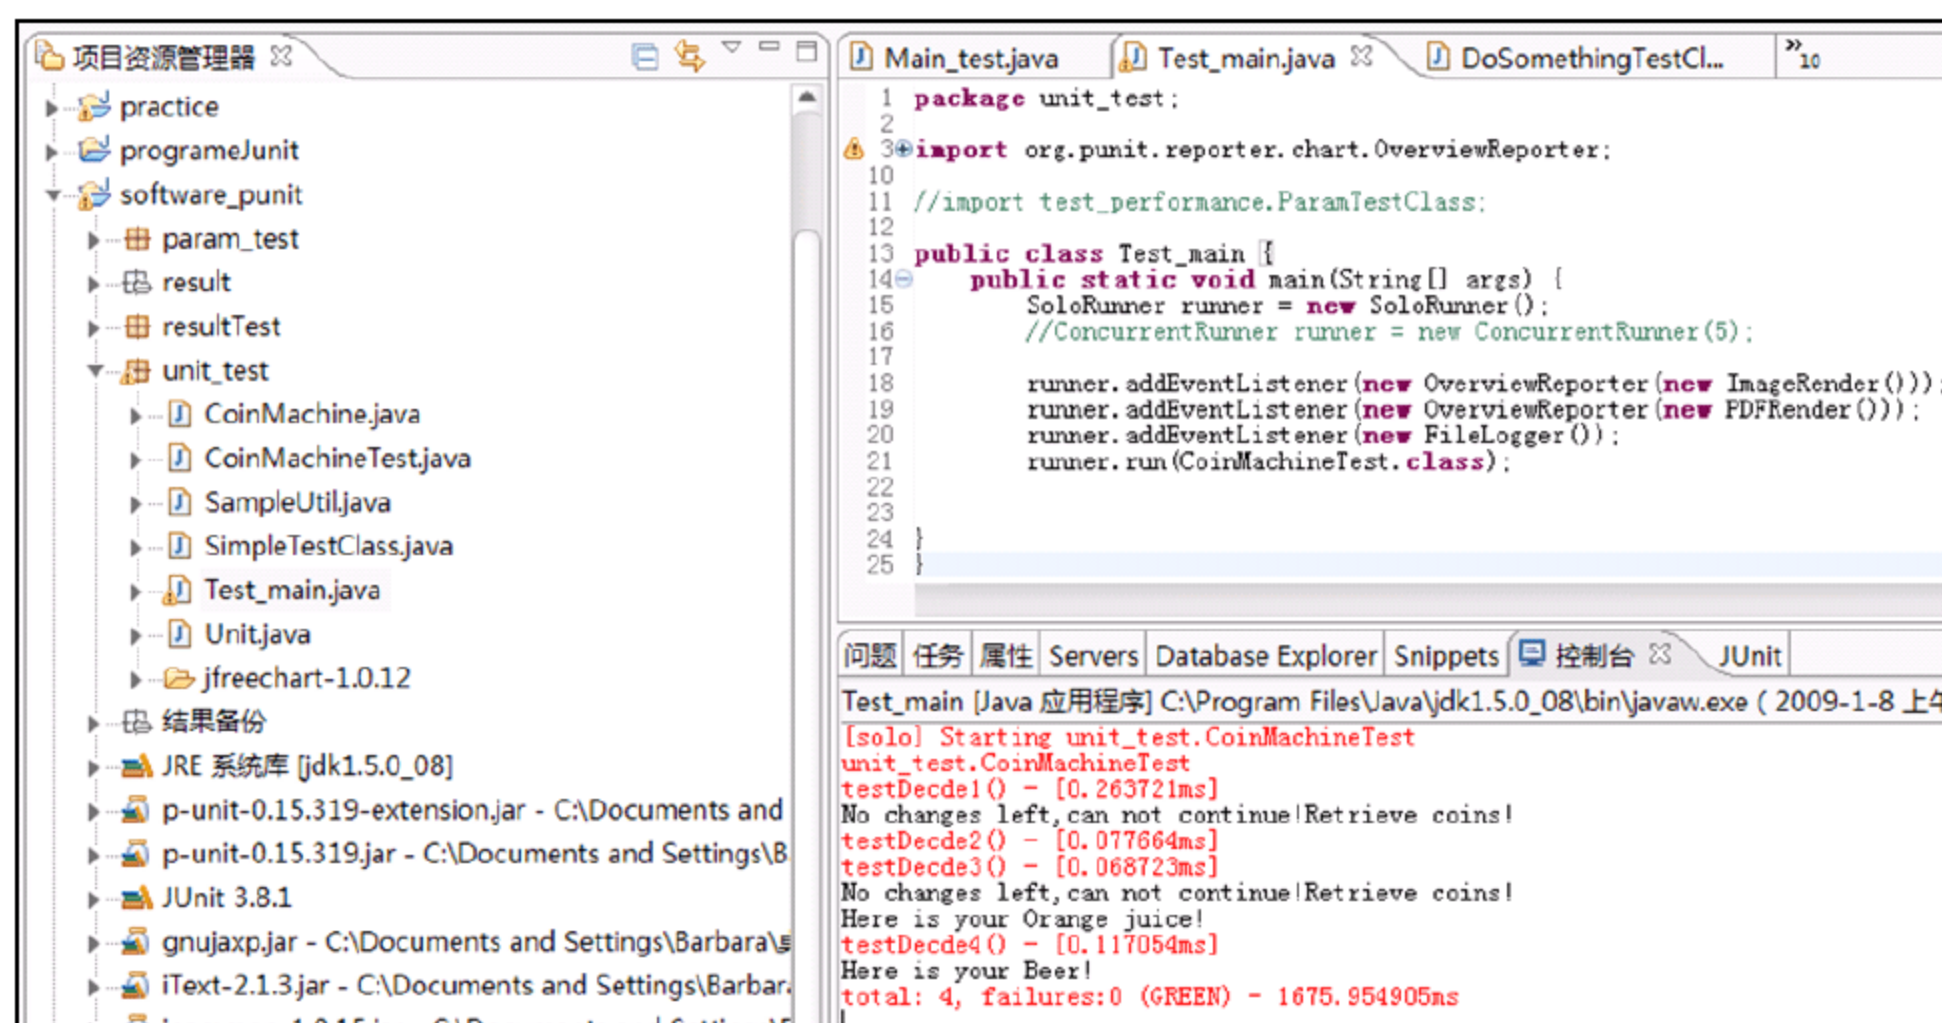 项目资源管理器
practice
programeJunit
software_punit
param_test
result
resultTest
unit_test
CoinMachine.java
CoinMachineTest.java
SampleUtil.java
SimpleTestClass.java
Test_main.java
Unit.java
jfreechart-1.0.12
结果备份
JRE 系统库 [jdk1.5.0_08]
p-unit-0.15.319-extension.jar - C:\Documents and
p-unit-0.15.319.jar - C:\Documents and Settings\B
JUnit 3.8.1
gnujaxp.jar - C:\Documents and Settings\Barbara\
iText-2.1.3.jar - C:\Documents and Settings\Barbar
Main_test.java Test_main.java DoSomethingTestCl... »10
1 package unit_test;
2
3 import org.punit.reporter.chart.OverviewReporter;
10
11 //import test_performance.ParamTestClass;
12
13 public class Test_main {
14 public static void main(String[] args) {
15 SoloRunner runner = new SoloRunner();
16 //ConcurrentRunner runner = new ConcurrentRunner(5);
17
18 runner.addEventListener(new OverviewReporter(new ImageRender()));
19 runner.addEventListener(new OverviewReporter(new PDFRender()));
20 runner.addEventListener(new FileLogger());
21 runner.run(CoinMachineTest.class);
22
23
24 }
25 }
问题 任务 属性 Servers Database Explorer Snippets 控制台 JUnit
Test_main [Java 应用程序] C:\Program Files\Java\jdk1.5.0_08\bin\javaw.exe ( 2009-1-8 上午
[solo] Starting unit_test.CoinMachineTest
unit_test.CoinMachineTest
testDecde1() - [0.263721ms]
No changes left,can not continue!Retrieve coins!
testDecde2() - [0.077664ms]
testDecde3() - [0.068723ms]
No changes left,can not continue!Retrieve coins!
Here is your Orange juice!
testDecde4() - [0.117054ms]
Here is your Beer!
total: 4, failures:0 (GREEN) - 1675.954905ms